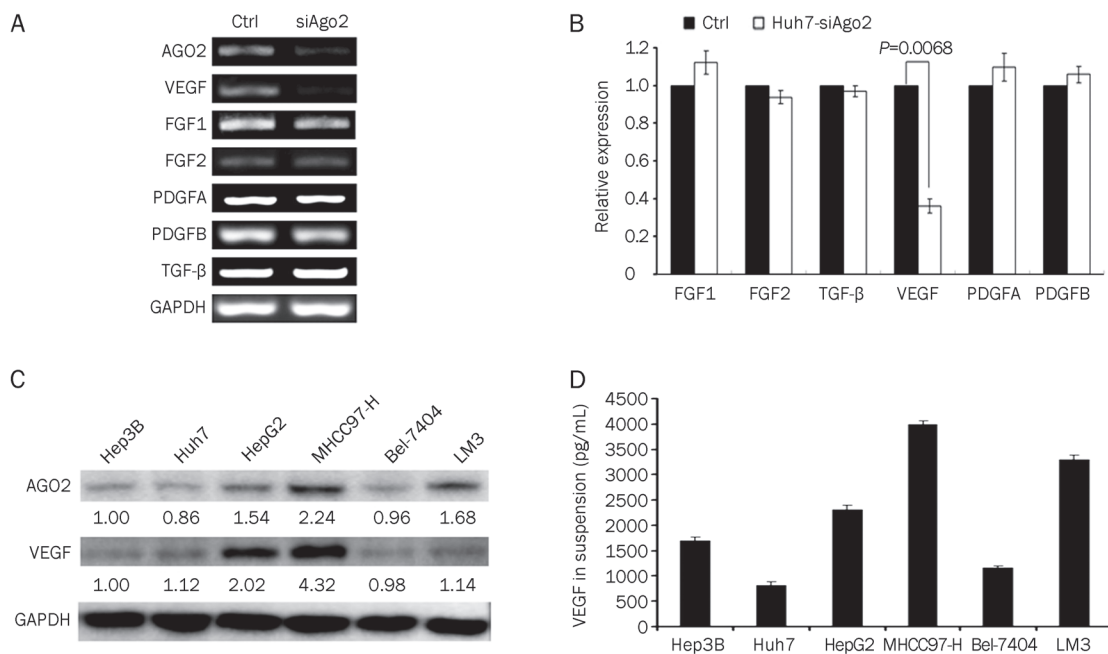 A
Ctrl siAgo2
AGO2
VEGF
FGF1
FGF2
PDGFA
PDGFB
TGF-β
GAPDH
B
Ctrl Huh7-siAgo2
P=0.0068
Relative expression
1.2
1.0
0.8
0.6
0.4
0.2
0
FGF1 FGF2 TGF-β VEGF PDGFA PDGFB
C
Hep3B Huh7 HepG2 MHCC97-H Bel-7404 LM3
AGO2
1.00 0.86 1.54 2.24 0.96 1.68
VEGF
1.00 1.12 2.02 4.32 0.98 1.14
GAPDH
D
VEGF in suspension (pg/mL)
4500
4000
3500
3000
2500
2000
1500
1000
500
0
Hep3B Huh7 HepG2 MHCC97-H Bel-7404 LM3